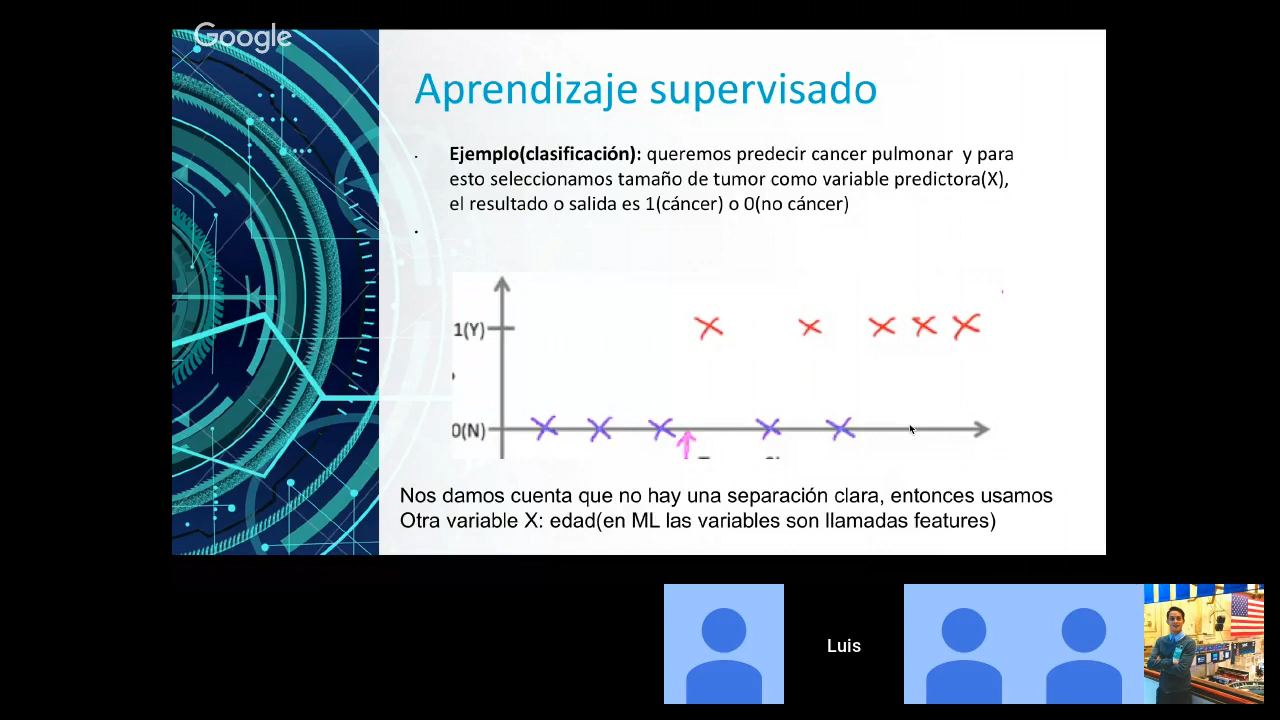 Google
Aprendizaje supervisado
Ejemplo(clasificación): queremos predecir cancer pulmonar y para
esto seleccionamos tamaño de tumor como variable predictora(X),
el resultado o salida es 1(cáncer) o 0(no cáncer)
1(Y)
0(N)
Nos damos cuenta que no hay una separación clara, entonces usamos
Otra variable X: edad(en ML las variables son llamadas features)
Luis